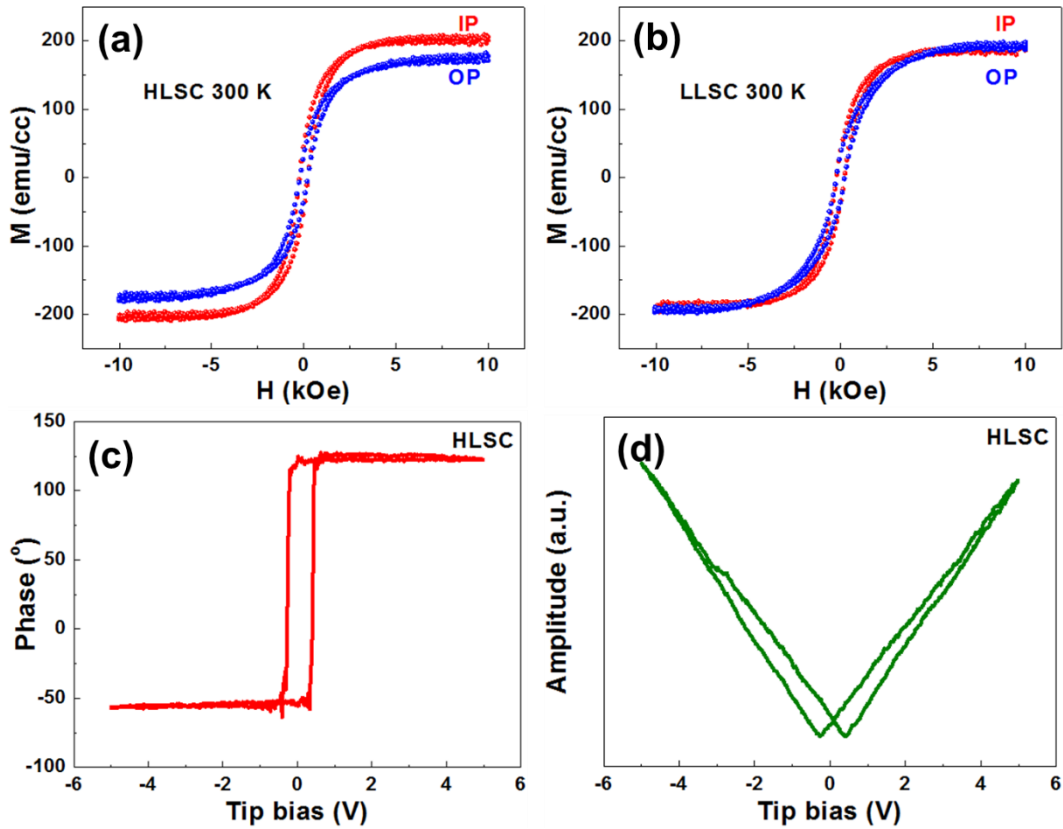 (a)
IP
OP
HLSC 300 K
200
100
0
-100
-200
M (emu/cc)
-10
-5
0
5
10
H (kOe)
(b)
IP
OP
LLSC 300 K
200
100
0
-100
-200
M (emu/cc)
-10
-5
0
5
10
H (kOe)
(c)
HLSC
150
100
50
0
-50
-100
Phase (°)
-6
-4
-2
0
2
4
6
Tip bias (V)
(d)
HLSC
Amplitude (a.u.)
-6
-4
-2
0
2
4
6
Tip bias (V)